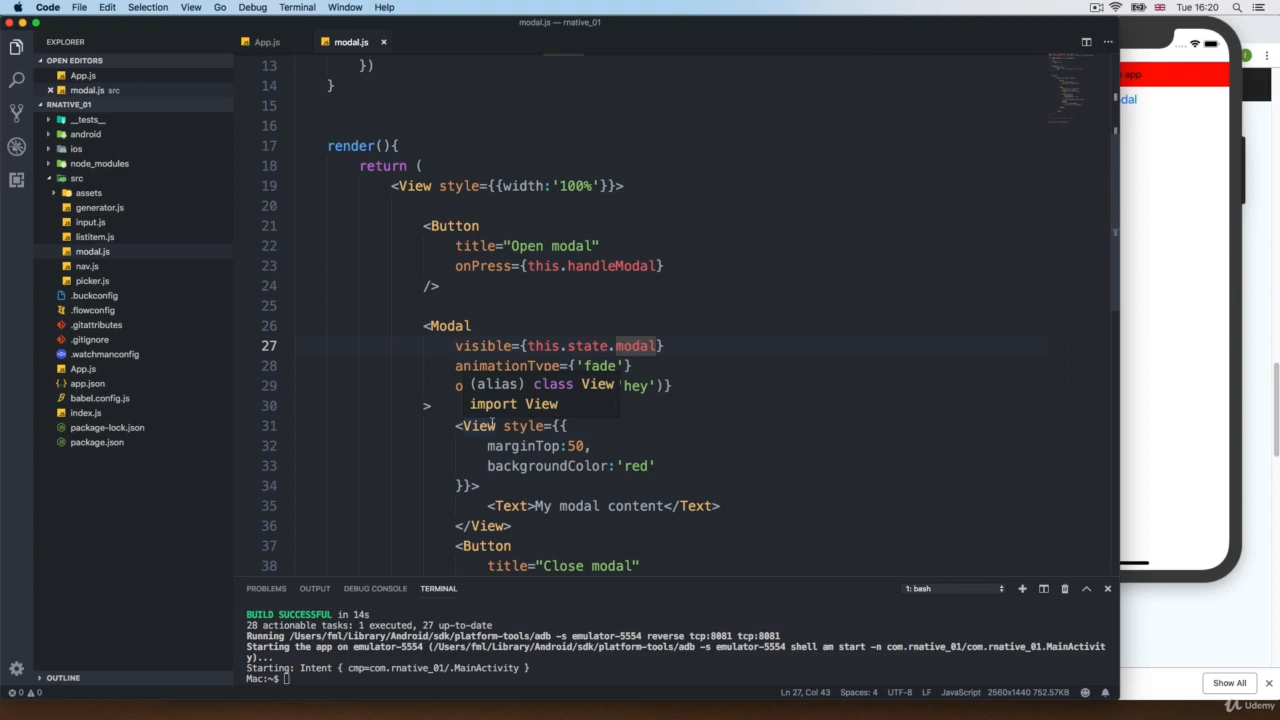 Code File Edit Selection View Go Debug Terminal Window Help
Tue 16:20
modal.js — rnative_01
EXPLORER
OPEN EDITORS
App.js
modal.js src
RNATIVE_01
__tests__
android
ios
node_modules
src
assets
generator.js
input.js
listitem.js
modal.js
nav.js
picker.js
.buckconfig
.flowconfig
.gitattributes
.gitignore
.watchmanconfig
App.js
app.json
babel.config.js
index.js
package-lock.json
package.json
OUTLINE
0 0
App.js modal.js
13 })
14 }
15
16
17 render(){
18 return (
19 <View style={{width:'100%'}}>
20
21 <Button
22 title="Open modal"
23 onPress={this.handleModal}
24 />
25
26 <Modal
27 visible={this.state.modal}
28 animationType={'fade'}
29 o 'hey')}
(alias) class View
import View
30 >
31 <View style={{
32 marginTop:50,
33 backgroundColor:'red'
34 }}>
35 <Text>My modal content</Text>
36 </View>
37 <Button
38 title="Close modal"
PROBLEMS OUTPUT DEBUG CONSOLE TERMINAL
1: bash
BUILD SUCCESSFUL in 14s
28 actionable tasks: 1 executed, 27 up-to-date
Running /Users/fml/Library/Android/sdk/platform-tools/adb -s emulator-5554 reverse tcp:8081 tcp:8081
Starting the app on emulator-5554 (/Users/fml/Library/Android/sdk/platform-tools/adb -s emulator-5554 shell am start -n com.rnative_01/com.rnative_01.MainActivit
y)...
Starting: Intent { cmp=com.rnative_01/.MainActivity }
Mac:~$
Ln 27, Col 43 Spaces: 4 UTF-8 LF JavaScript 2560x1440 752.57KB
app
dal
Show All
Udemy